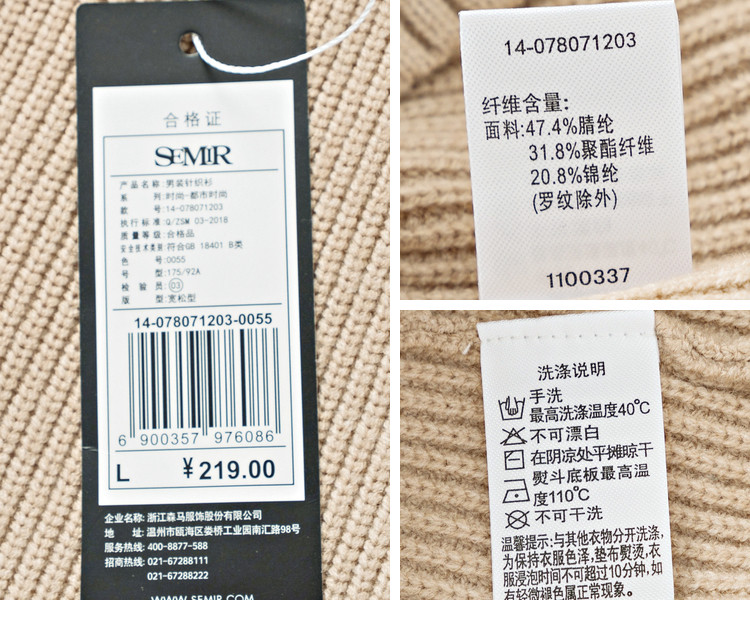 合格证
SEMIR
产品名称:男装针织衫
系 列:时尚-都市时尚
款 号:14-078071203
执行标准:Q/ZSM 03-2018
质量等级:合格品
安全技术类别:符合GB 18401 B类
色 号:0055
号 型:175/92A
检 验 员:03
版 型:宽松型
14-078071203-0055
6 900357 976086
L ¥219.00
企业名称:浙江森马服饰股份有限公司
地 址:温州市瓯海区娄桥工业园南汇路98号
服务热线:400-8877-588
招商热线:021-67288111
021-67288222
WWW.SEMIR.COM
14-078071203
纤维含量:
面料:47.4%腈纶
31.8%聚酯纤维
20.8%锦纶
(罗纹除外)
1100337
洗涤说明
手洗
最高洗涤温度40℃
不可漂白
在阴凉处平摊晾干
熨斗底板最高温
度110℃
不可干洗
温馨提示:与其他衣物分开洗涤,
为保持衣服色泽,垫布熨烫,衣
服浸泡时间不可超过10分钟,如
有轻微褪色属正常现象。